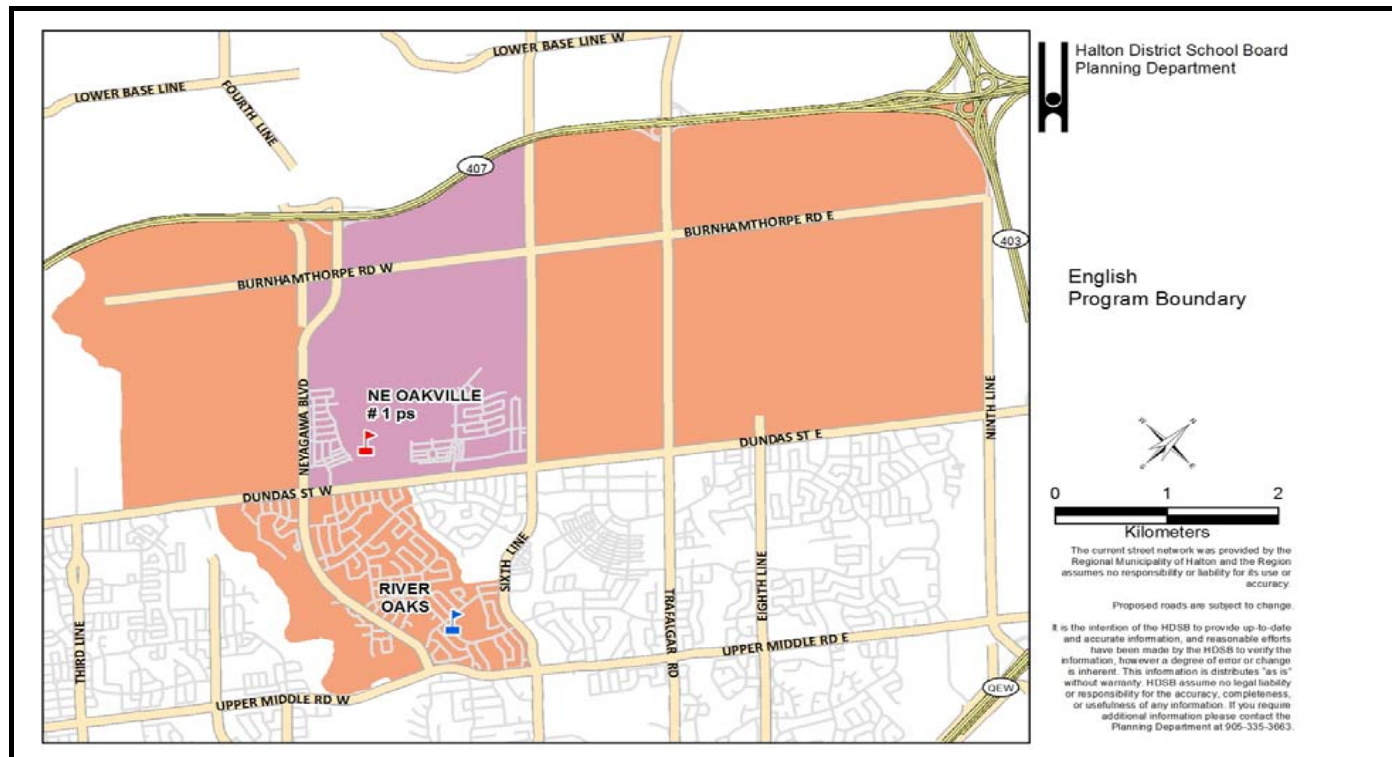 LOWER BASE LINE W
LOWER BASE LINE
FOURTH LINE
407
BURNHAMTHORPE RD E
BURNHAMTHORPE RD W
403
NEYAGAWA BLVD
NE OAKVILLE
# 1 ps
NINTH LINE
DUNDAS ST E
DUNDAS ST W
SIXTH LINE
RIVER
OAKS
THIRD LINE
TRAFALGAR RD
EIGHTH LINE
UPPER MIDDLE RD E
UPPER MIDDLE RD W
QEW
Halton District School Board
Planning Department
English
Program Boundary
W N
S E
0 1 2
Kilometers
The current street network was provided by the
Regional Municipality of Halton and the Region
assumes no responsibility or liability for its use or
accuracy.
Proposed roads are subject to change.
It is the intention of the HDSB to provide up-to-date
and accurate information, and reasonable efforts
have been made by the HDSB to verify the
information, however a degree of error or change
is inherent. This information is distributes "as is"
without warranty. HDSB assume no legal liability
or responsibility for the accuracy, completeness,
or usefulness of any information. If you require
additional information please contact the
Planning Department at 905-335-3663.